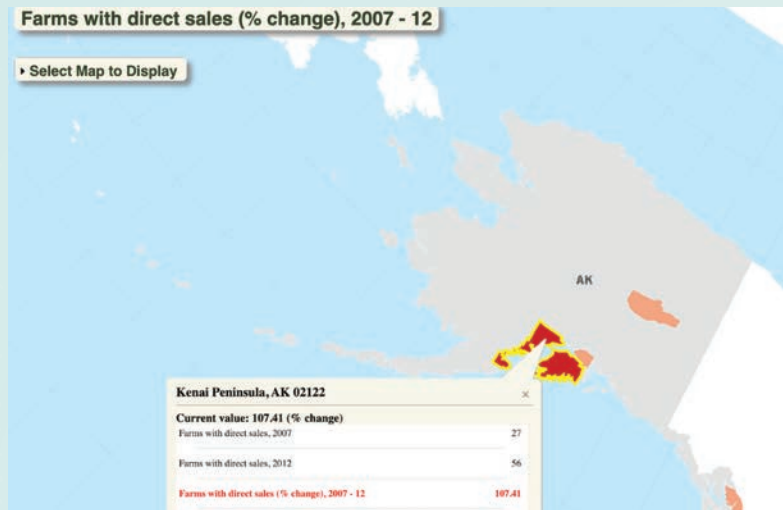 Farms with direct sales (% change), 2007 - 12
▸ Select Map to Display
AK
Kenai Peninsula, AK 02122 ×
Current value: 107.41 (% change)
Farms with direct sales, 2007 27
Farms with direct sales, 2012 56
Farms with direct sales (% change), 2007 - 12 107.41